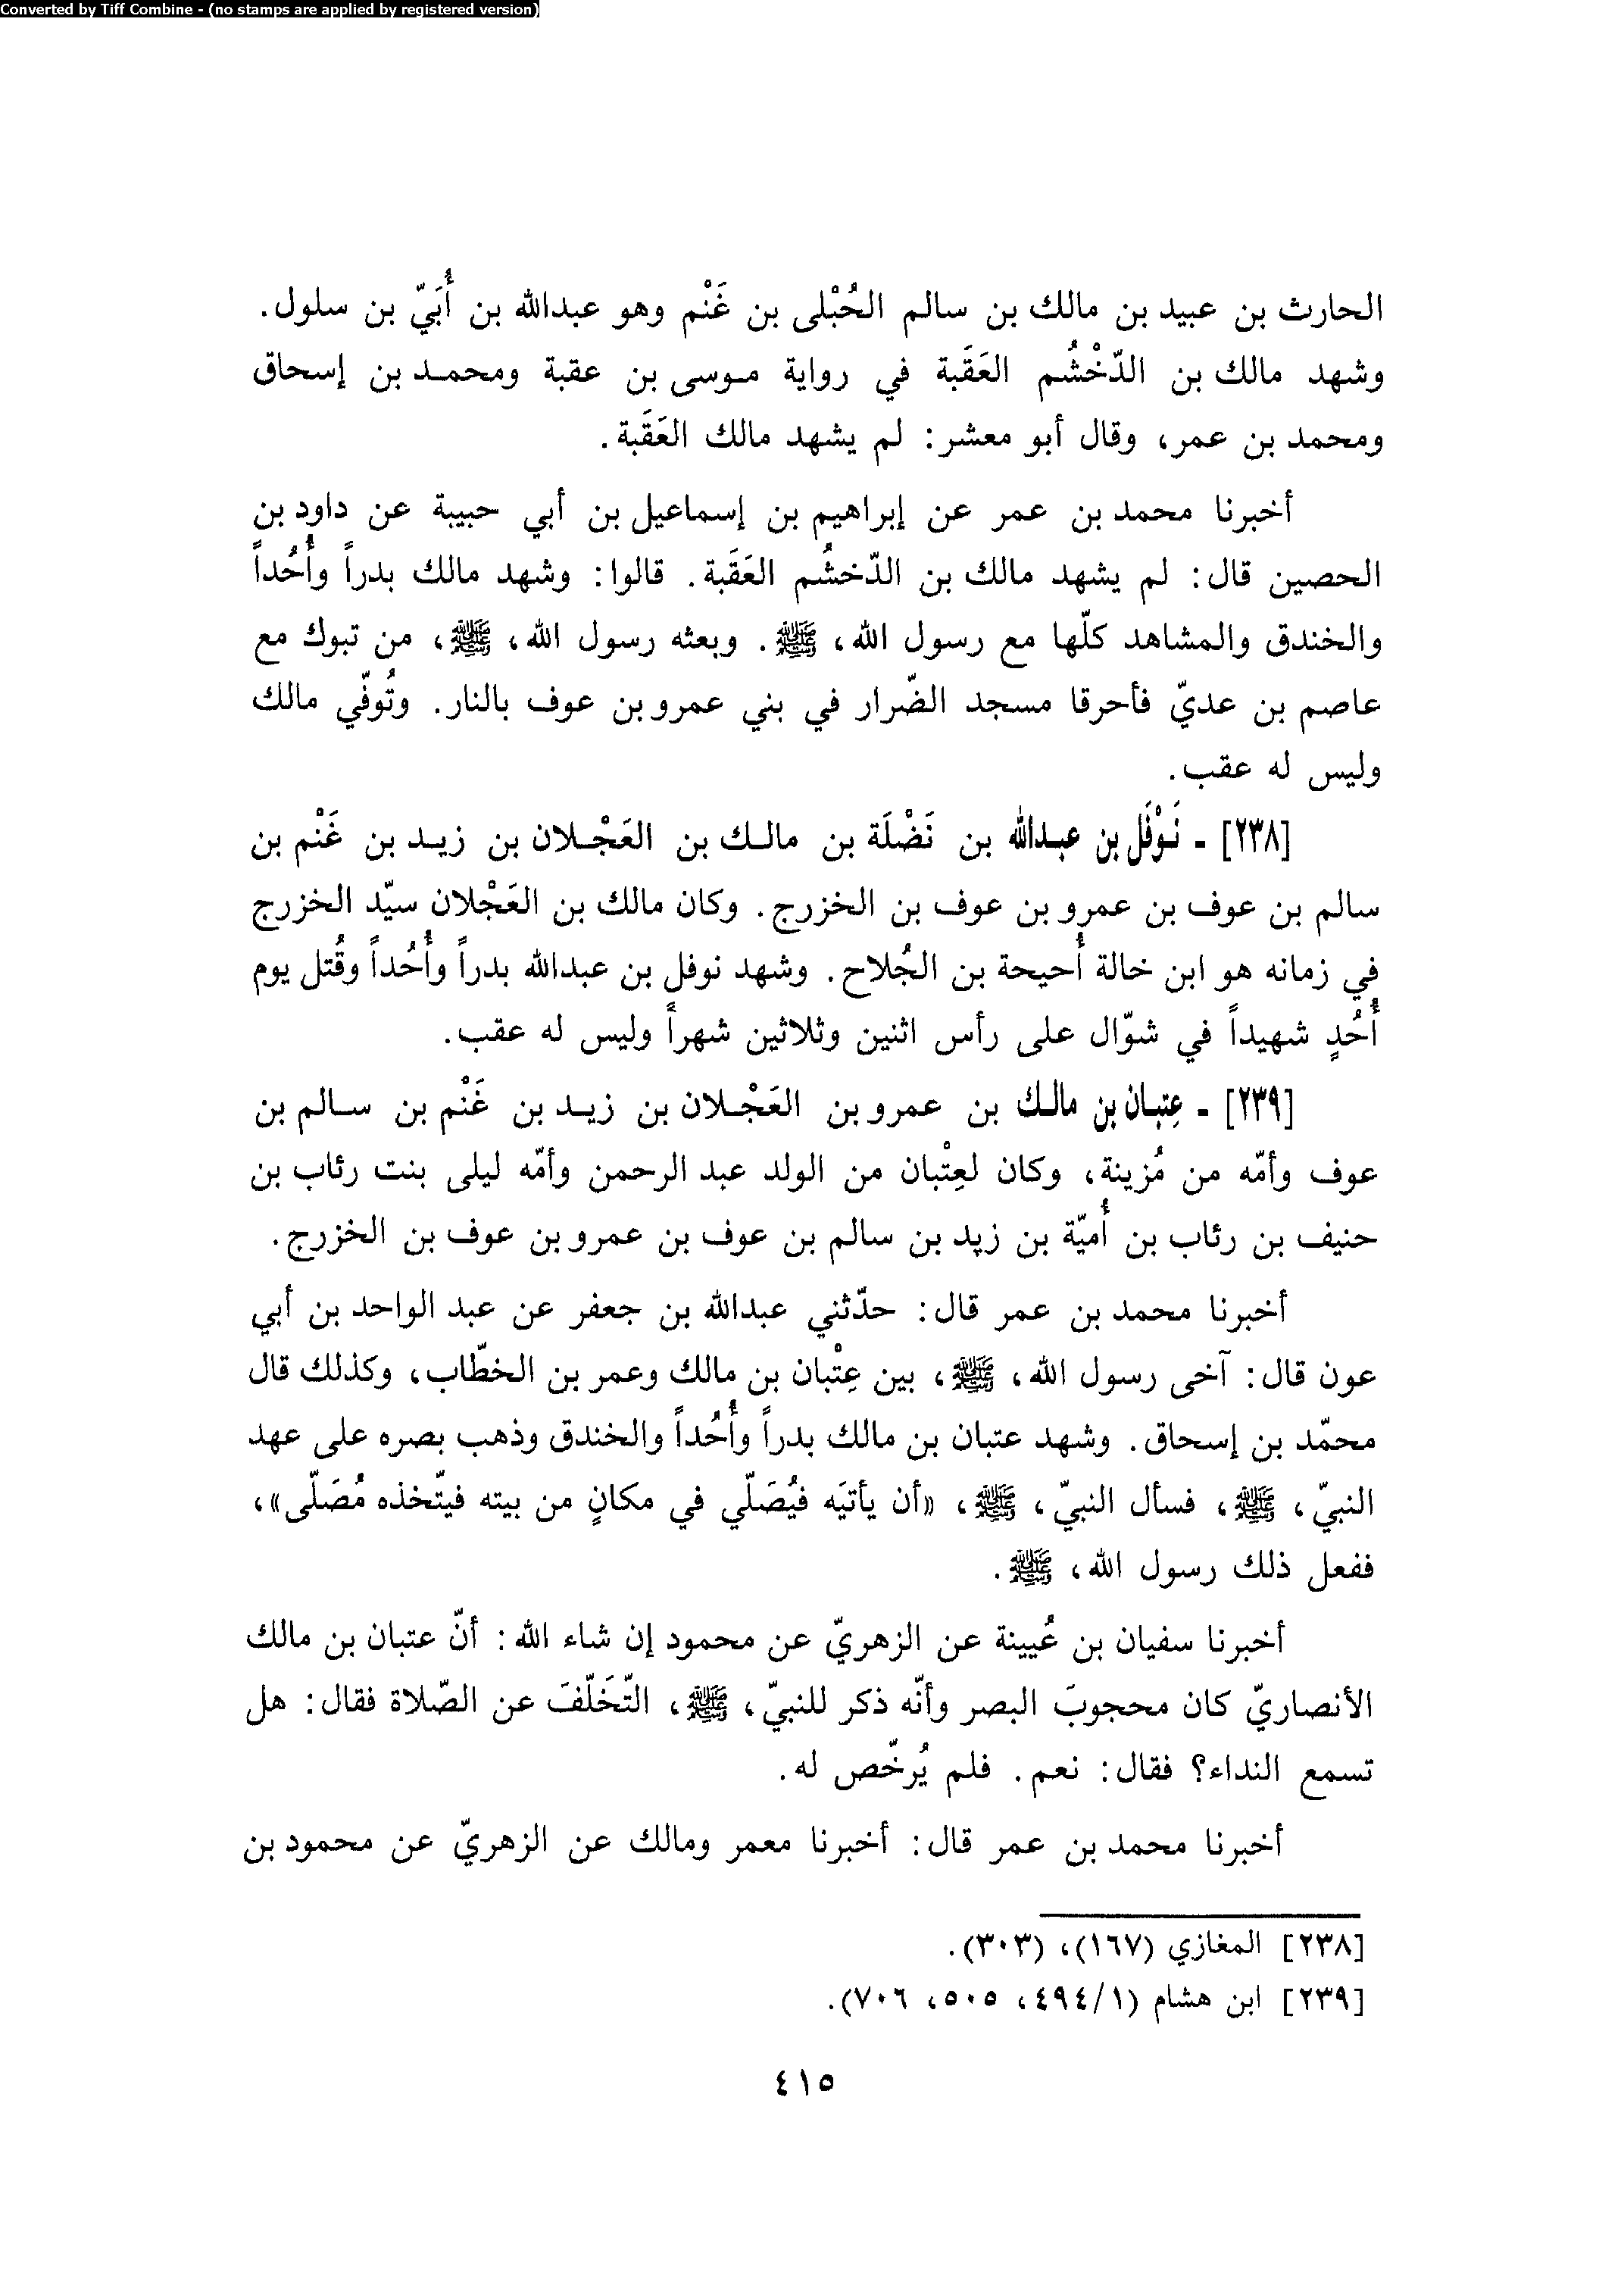 Converted by Tiff Combine - (no stamps are applied by registered version)
الحارث بن عبيد بن مالك بن سالم الحُبْلى بن غَنْم وهو عبدالله بن أُبَيّ بن سلول.
وشهد مالك بن الدّخْشُم العَقَبة في رواية موسى بن عقبة ومحمد بن إسحاق
ومحمد بن عمر، وقال أبو معشر: لم يشهد مالك العَقَبة.
أخبرنا محمد بن عمر عن إبراهيم بن إسماعيل بن أبي حبيبة عن داود بن
الحصين قال: لم يشهد مالك بن الدّخشُم العَقَبة. قالوا: وشهد مالك بدراً وأُحُداً
والخندق والمشاهد كلّها مع رسول الله، ﷺ. وبعثه رسول الله، ﷺ، من تبوك مع
عاصم بن عديّ فأحرقا مسجد الضّرار في بني عمرو بن عوف بالنار. وتُوفّي مالك
وليس له عقب.
[٢٣٨] ـ نَوْفَل بن عبدالله بن نَضْلَة بن مالك بن العَجْلان بن زيد بن غَنْم بن
سالم بن عوف بن عمرو بن عوف بن الخزرج. وكان مالك بن العَجْلان سيّد الخزرج
في زمانه هو ابن خالة أُحيحة بن الجُلاح. وشهد نوفل بن عبدالله بدراً وأُحُداً وقُتل يوم
أُحُدٍ شهيداً في شوّال على رأس اثنين وثلاثين شهراً وليس له عقب.
[٢٣٩] ـ عِتبان بن مالك بن عمرو بن العَجْلان بن زيد بن غَنْم بن سالم بن
عوف وأمّه من مُزينة، وكان لعِتْبان من الولد عبد الرحمن وأمّه ليلى بنت رئاب بن
حنيف بن رئاب بن أُميّة بن زيد بن سالم بن عوف بن عمرو بن عوف بن الخزرج.
أخبرنا محمد بن عمر قال: حدّثني عبدالله بن جعفر عن عبد الواحد بن أبي
عون قال: آخى رسول الله، ﷺ، بين عِتْبان بن مالك وعمر بن الخطّاب، وكذلك قال
محمّد بن إسحاق. وشهد عتبان بن مالك بدراً وأُحُداً والخندق وذهب بصره على عهد
النبيّ، ﷺ، فسأل النبيّ، ﷺ، «أن يأتيَه فيُصَلّي في مكانٍ من بيته فيتّخذه مُصَلّى»،
ففعل ذلك رسول الله، ﷺ.
أخبرنا سفيان بن عُيينة عن الزهريّ عن محمود إن شاء الله: أنّ عتبان بن مالك
الأنصاريّ كان محجوبَ البصر وأنّه ذكر للنبيّ، ﷺ، التّخَلّفَ عن الصّلاة فقال: هل
تسمع النداء؟ فقال: نعم. فلم يُرخّص له.
أخبرنا محمد بن عمر قال: أخبرنا معمر ومالك عن الزهريّ عن محمود بن
[٢٣٨] المغازي (١٦٧)، (٣٠٣).
[٢٣٩] ابن هشام (٤٩٤/١، ٥٠٥، ٧٠٦).
٤١٥